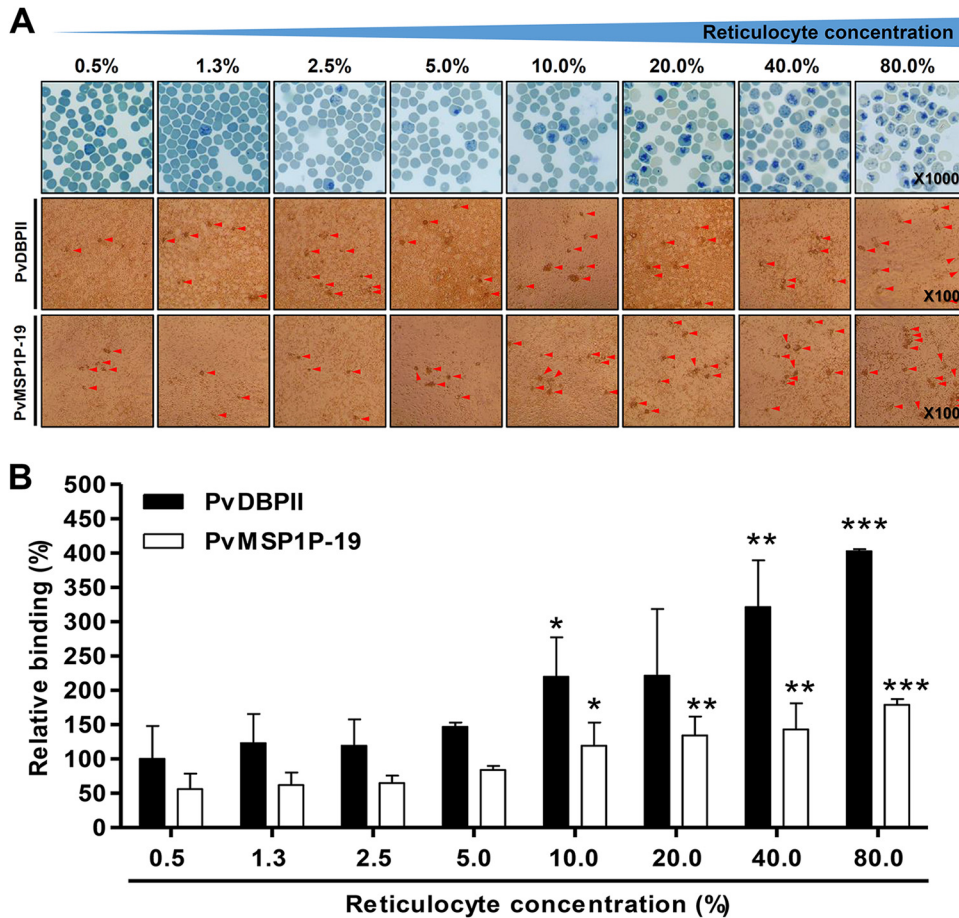 A
Reticulocyte concentration
0.5% 1.3% 2.5% 5.0% 10.0% 20.0% 40.0% 80.0%
X1000
PvDBPII
X100
PvMSP1P-19
X100
B
PvDBPII
PvMSP1P-19
Relative binding (%)
500
450
400
350
300
250
200
150
100
50
0
* * ** ** ** *** ***
0.5 1.3 2.5 5.0 10.0 20.0 40.0 80.0
Reticulocyte concentration (%)